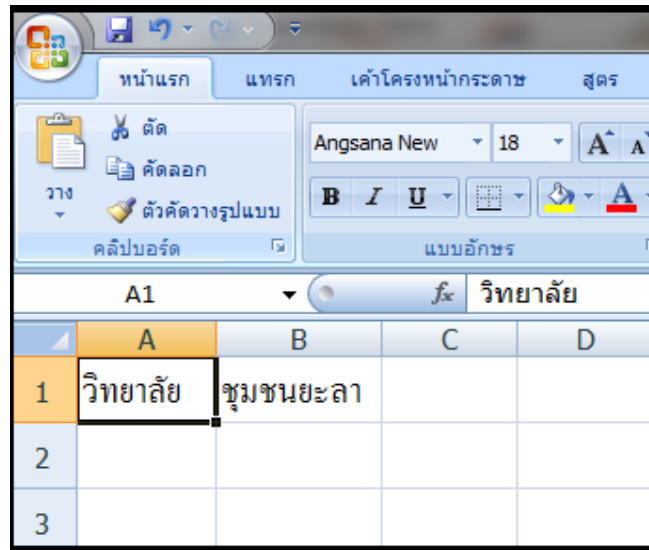 หน้าแรก แทรก เค้าโครงหน้ากระดาษ สูตร
ตัด
คัดลอก
ตัวคัดวางรูปแบบ
วาง
คลิปบอร์ด
Angsana New 18 A A
B I U A
แบบอักษร
A1 fx วิทยาลัย
A B C D
1 วิทยาลัย ชุมชนยะลา
2
3